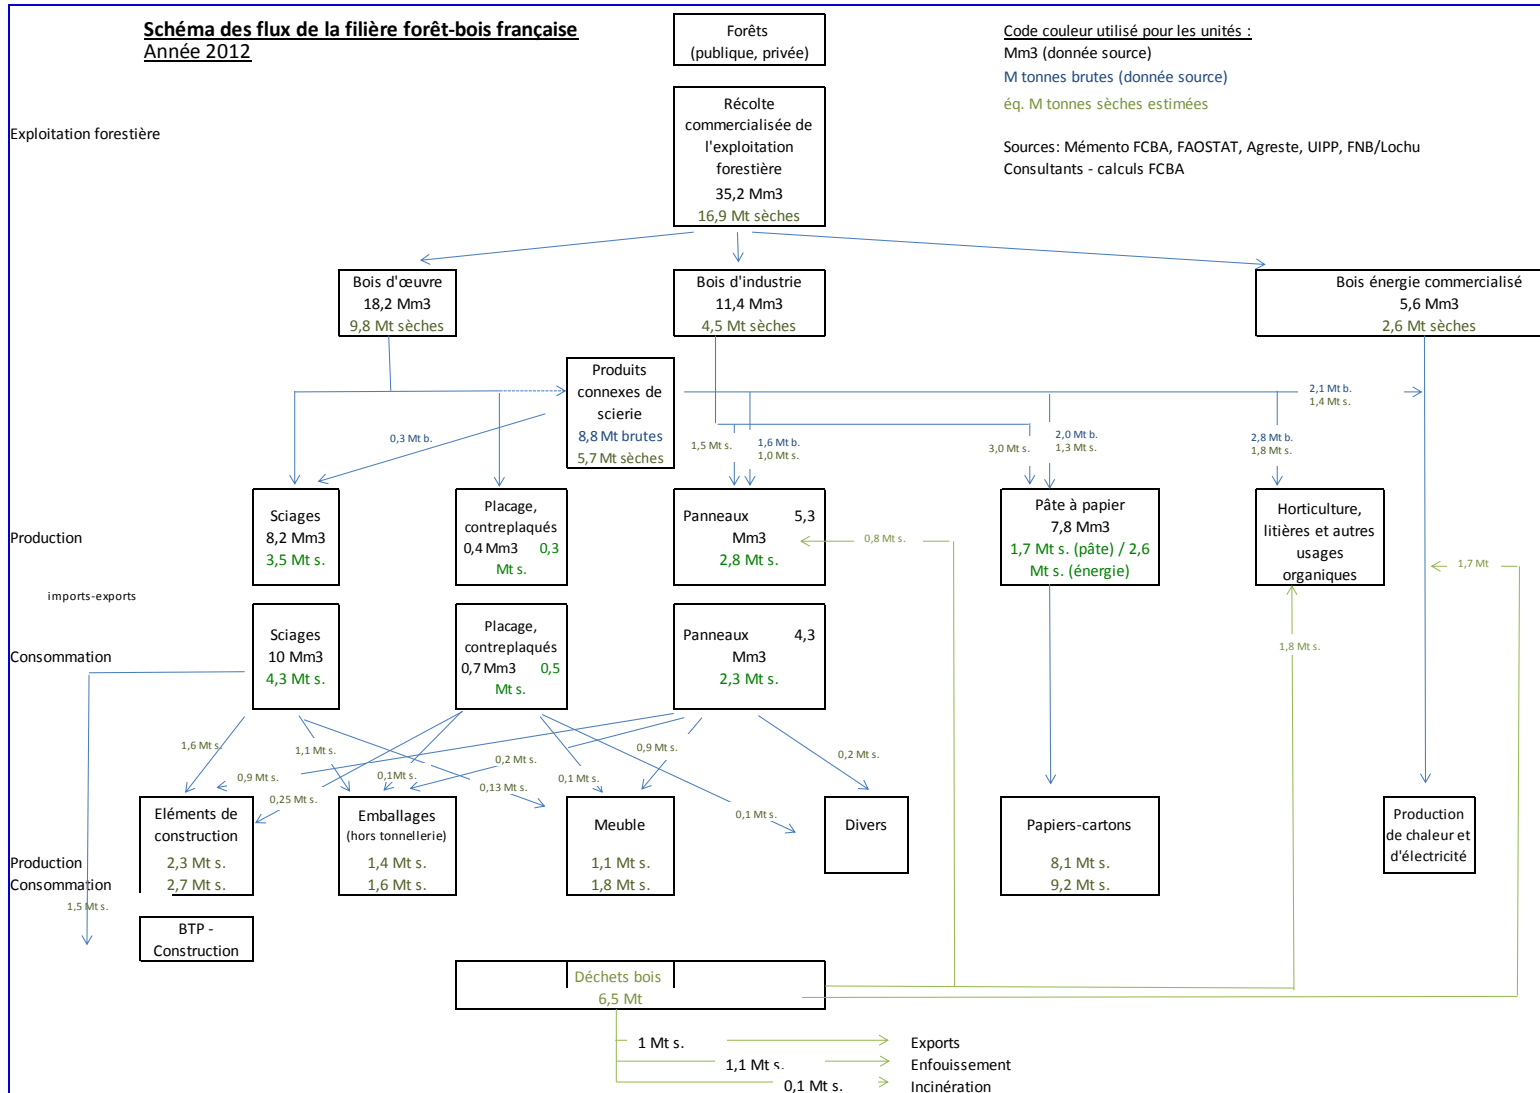 Schéma des flux de la filière forêt-bois française
Année 2012
Forêts
(publique, privée)
Code couleur utilisé pour les unités :
Mm3 (donnée source)
M tonnes brutes (donnée source)
éq. M tonnes sèches estimées
Sources: Mémento FCBA, FAOSTAT, Agreste, UIPP, FNB/Lochu
Consultants - calculs FCBA
Exploitation forestière
Récolte
commercialisée de
l'exploitation
forestière
35,2 Mm3
16,9 Mt sèches
Bois d'œuvre
18,2 Mm3
9,8 Mt sèches
Bois d'industrie
11,4 Mm3
4,5 Mt sèches
Bois énergie commercialisé
5,6 Mm3
2,6 Mt sèches
Produits
connexes de
scierie
8,8 Mt brutes
5,7 Mt sèches
0,3 Mt b.
1,5 Mt s.
1,6 Mt b.
1,0 Mt s.
3,0 Mt s.
2,0 Mt b.
1,3 Mt s.
2,8 Mt b.
1,8 Mt s.
2,1 Mt b.
1,4 Mt s.
Production
Sciages
8,2 Mm3
3,5 Mt s.
Placage,
contreplaqués
0,4 Mm3 0,3
Mt s.
Panneaux 5,3
Mm3
2,8 Mt s.
0,8 Mt s.
Pâte à papier
7,8 Mm3
1,7 Mt s. (pâte) / 2,6
Mt s. (énergie)
Horticulture,
litières et autres
usages
organiques
1,7 Mt
imports-exports
Consommation
Sciages
10 Mm3
4,3 Mt s.
Placage,
contreplaqués
0,7 Mm3 0,5
Mt s.
Panneaux 4,3
Mm3
2,3 Mt s.
1,8 Mt s.
1,6 Mt s.
1,1 Mt s.
0,2 Mt s.
0,9 Mt s.
0,2 Mt s.
0,9 Mt s.
0,1Mt s.
0,13 Mt s.
0,1 Mt s.
0,25 Mt s.
0,1 Mt s.
Production
Consommation
1,5 Mt s.
Eléments de
construction
2,3 Mt s.
2,7 Mt s.
Emballages
(hors tonnellerie)
1,4 Mt s.
1,6 Mt s.
Meuble
1,1 Mt s.
1,8 Mt s.
Divers
Papiers-cartons
8,1 Mt s.
9,2 Mt s.
Production
de chaleur et
d'électricité
BTP -
Construction
Déchets bois
6,5 Mt
1 Mt s.
Exports
1,1 Mt s.
Enfouissement
0,1 Mt s.
Incinération